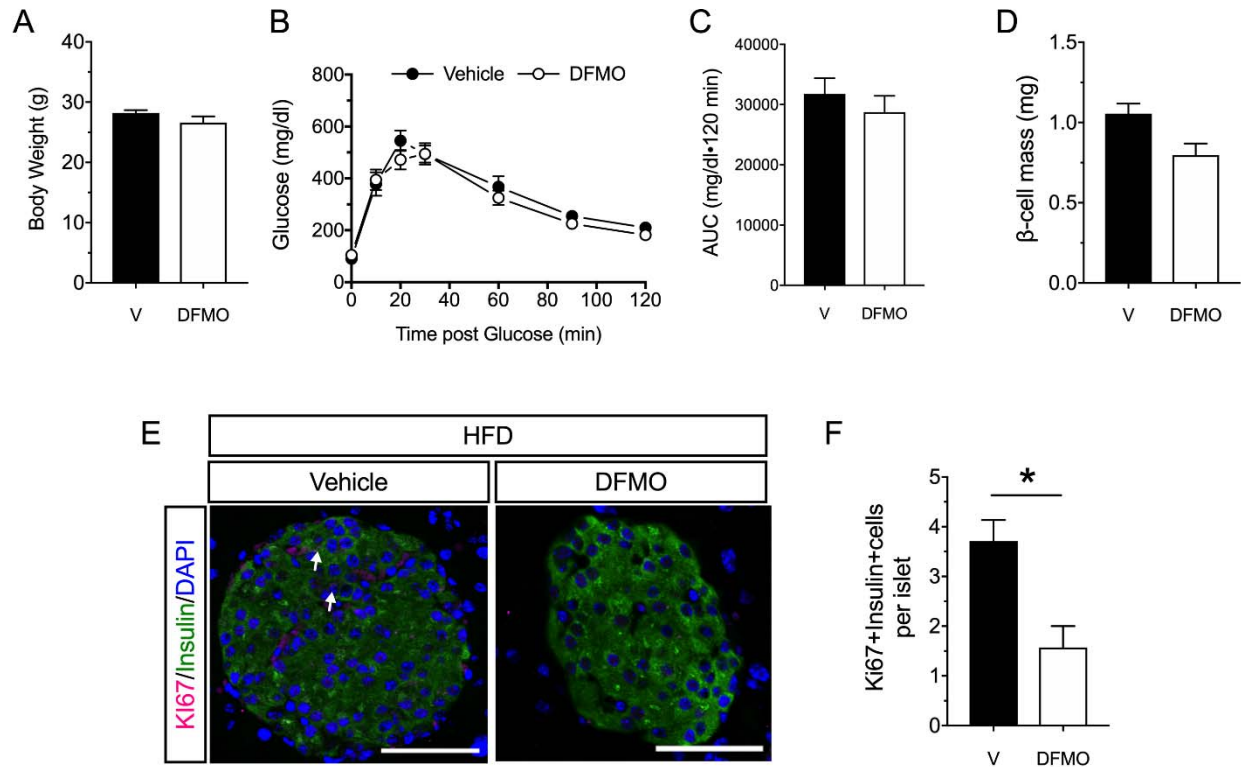 A
Body Weight (g)
40
30
20
10
0
V
DFMO
B
Vehicle
DFMO
Glucose (mg/dl)
800
600
400
200
0
0
20
40
60
80
100
120
Time post Glucose (min)
C
AUC (mg/dl•120 min)
40000
30000
20000
10000
0
V
DFMO
D
β-cell mass (mg)
1.5
1.0
0.5
0.0
V
DFMO
E
HFD
Vehicle
DFMO
KI67/Insulin/DAPI
F
Ki67+Insulin+cells
per islet
5
4
3
2
1
0
*
V
DFMO